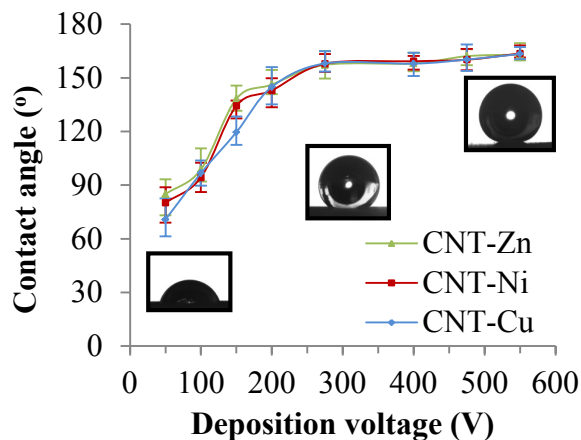 180
150
120
90
60
30
0
Contact angle (º)
CNT-Zn
CNT-Ni
CNT-Cu
0 100 200 300 400 500 600
Deposition voltage (V)